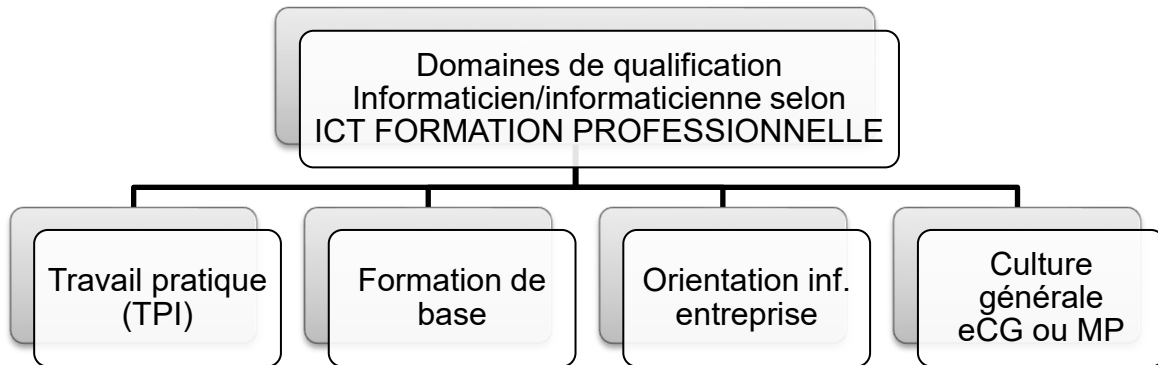 Domaines de qualification
Informaticien/informaticienne selon
ICT FORMATION PROFESSIONNELLE
Travail pratique
(TPI)
Formation de
base
Orientation inf.
entreprise
Culture
générale
eCG ou MP